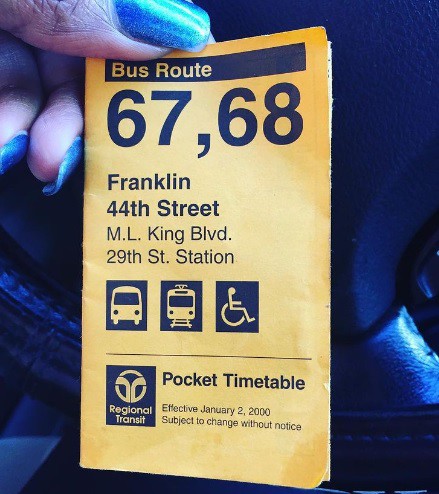 Bus Route
67,68
Franklin
44th Street
M.L. King Blvd.
29th St. Station
Regional
Transit
Pocket Timetable
Effective January 2, 2000
Subject to change without notice